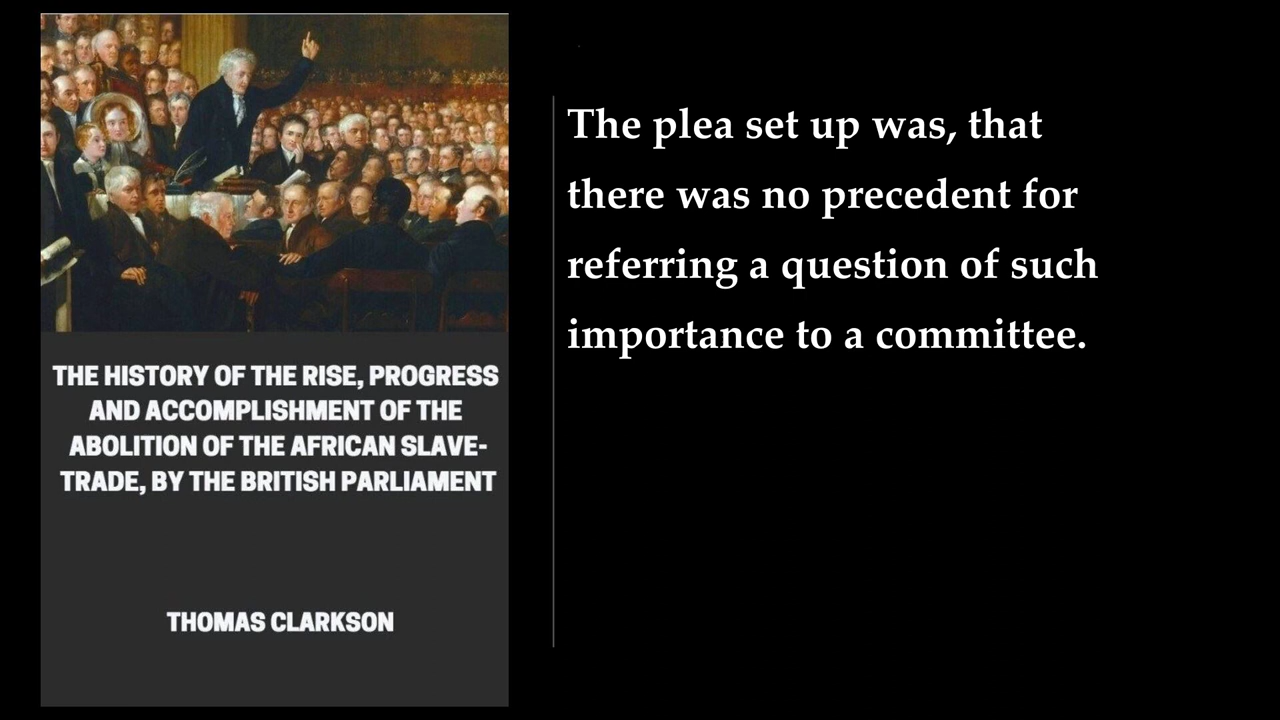 THE HISTORY OF THE RISE, PROGRESS
AND ACCOMPLISHMENT OF THE
ABOLITION OF THE AFRICAN SLAVE-
TRADE, BY THE BRITISH PARLIAMENT
THOMAS CLARKSON
The plea set up was, that
there was no precedent for
referring a question of such
importance to a committee.